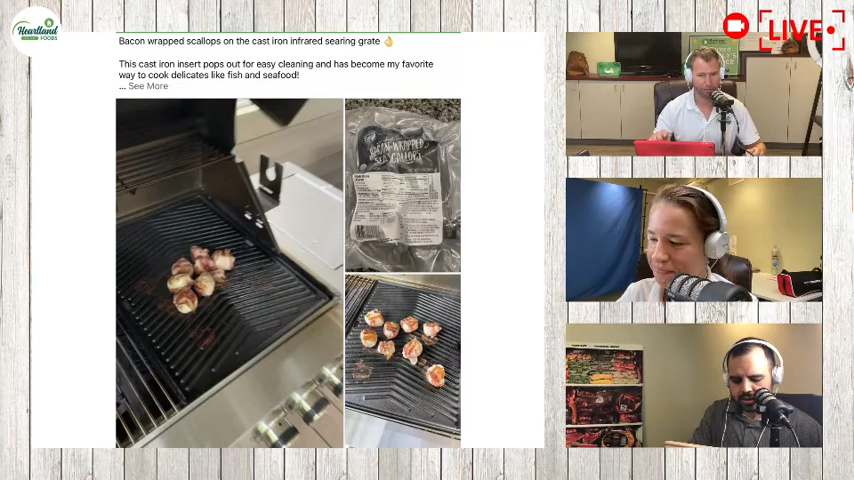 Heartland
FOODS
LIVE
Bacon wrapped scallops on the cast iron infrared searing grate 👌
This cast iron insert pops out for easy cleaning and has become my favorite
way to cook delicates like fish and seafood!
... See More
BACON-WRAPPED
SEA SCALLOPS